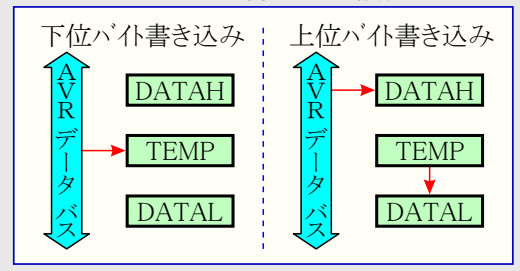 下位バイト書き込み
AVRデータ バス
DATAH
TEMP
DATAL
上位バイト書き込み
AVRデータ バス
DATAH
TEMP
DATAL